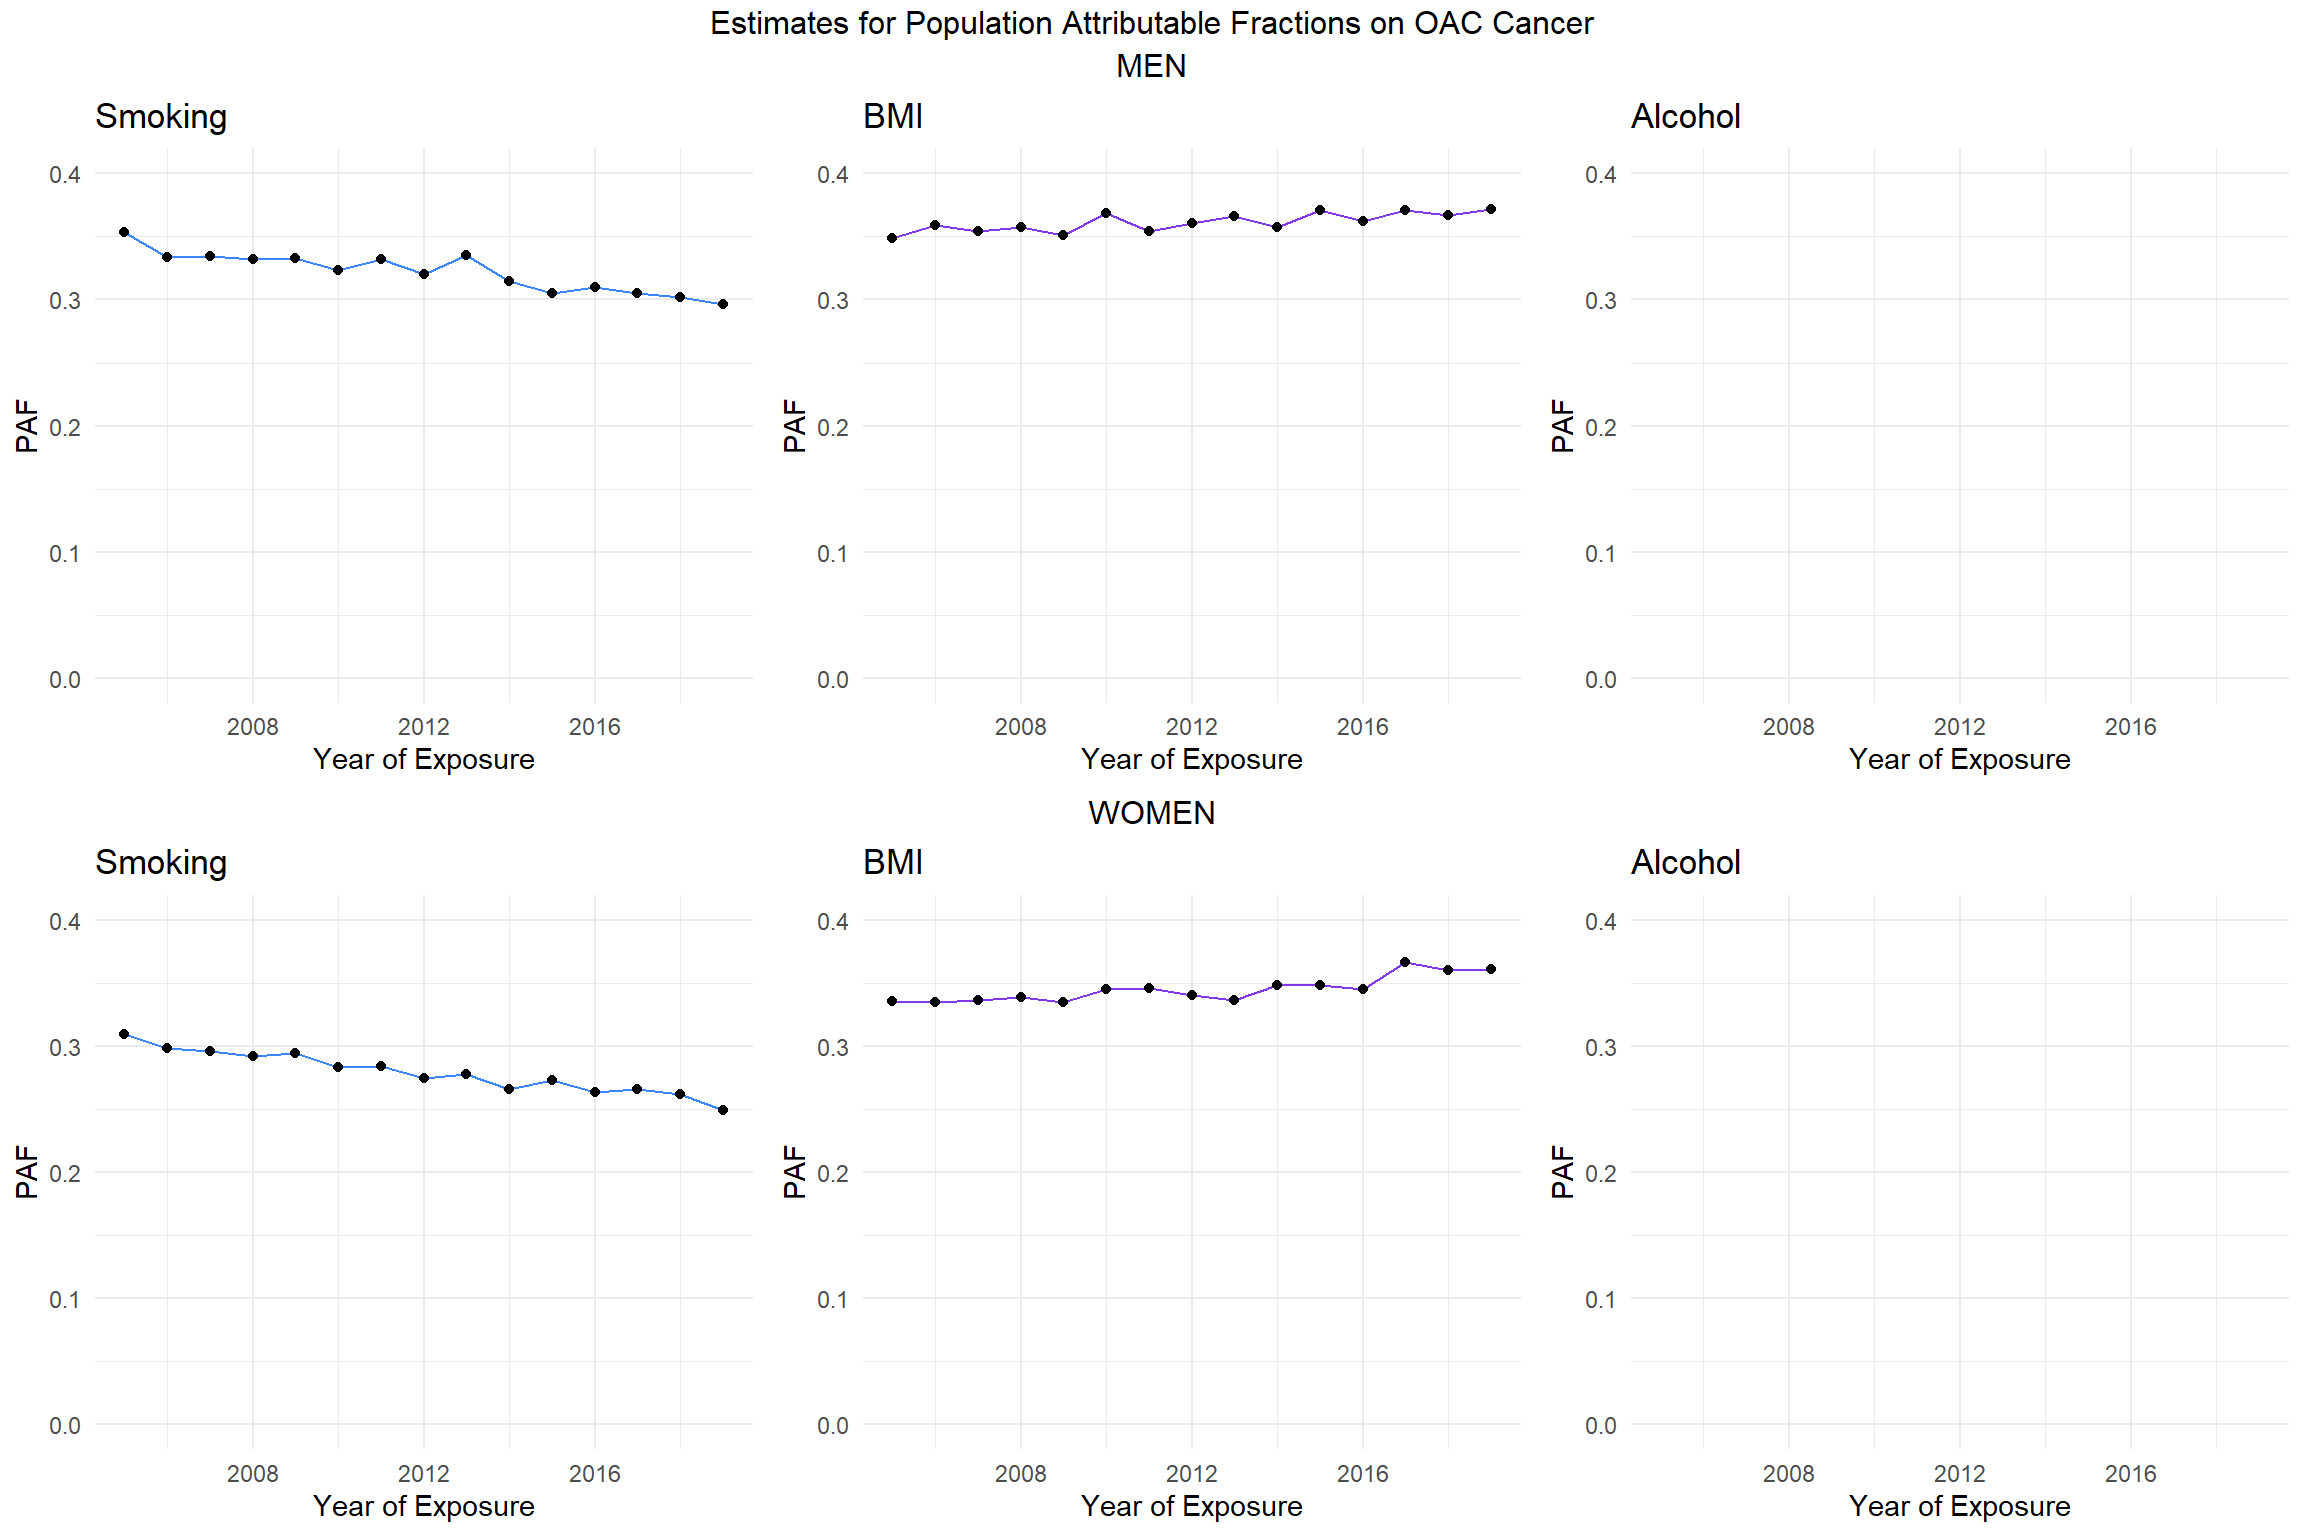 Estimates for Population Attributable Fractions on OAC Cancer
MEN
Smoking
0.4
0.3
0.2
0.1
0.0
PAF
2008 2012 2016
Year of Exposure
BMI
0.4
0.3
0.2
0.1
0.0
PAF
2008 2012 2016
Year of Exposure
Alcohol
0.4
0.3
0.2
0.1
0.0
PAF
2008 2012 2016
Year of Exposure
WOMEN
Smoking
0.4
0.3
0.2
0.1
0.0
PAF
2008 2012 2016
Year of Exposure
BMI
0.4
0.3
0.2
0.1
0.0
PAF
2008 2012 2016
Year of Exposure
Alcohol
0.4
0.3
0.2
0.1
0.0
PAF
2008 2012 2016
Year of Exposure